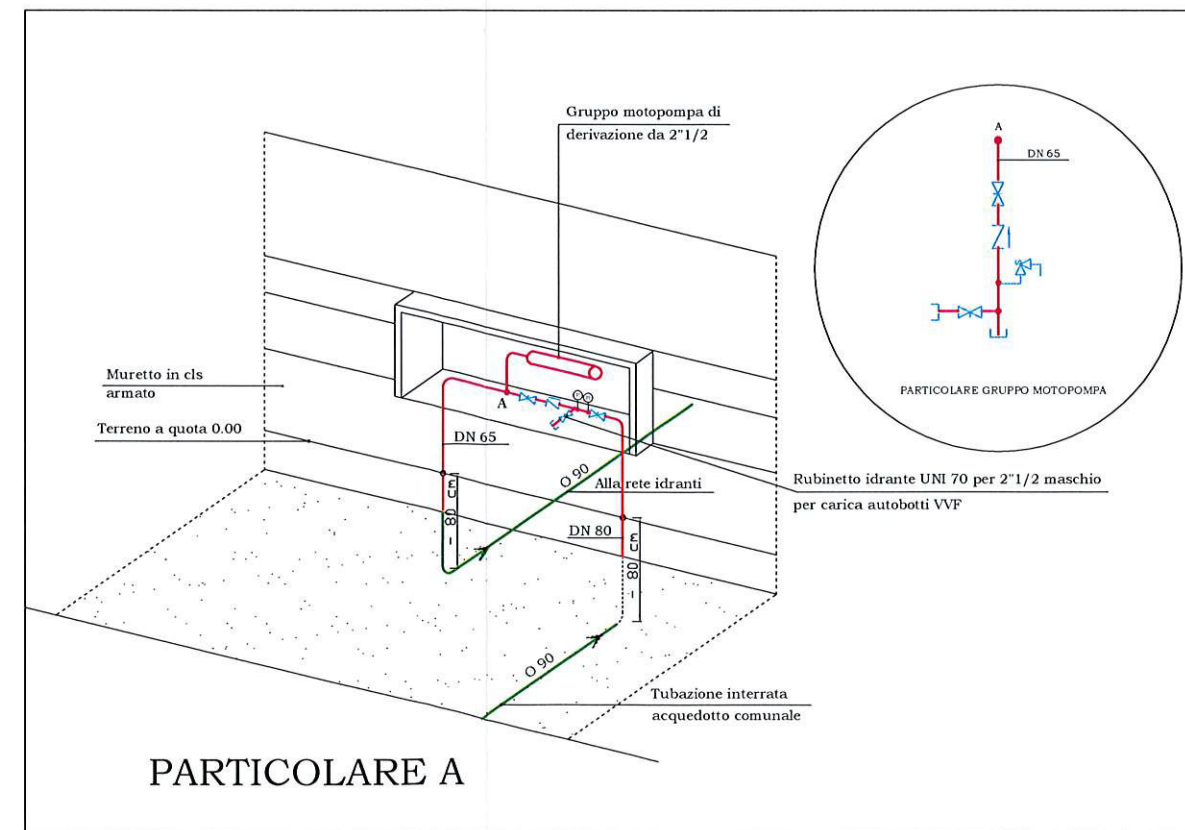 Gruppo motopompa di
derivazione da 2"1/2
A
DN 65
PARTICOLARE GRUPPO MOTOPOMPA
Muretto in cls
armato
Terreno a quota 0.00
A
DN 65
O 90
Alla rete idranti
Rubinetto idrante UNI 70 per 2"1/2 maschio
per carica autobotti VVF
DN 80
O 90
Tubazione interrata
acquedotto comunale
PARTICOLARE A